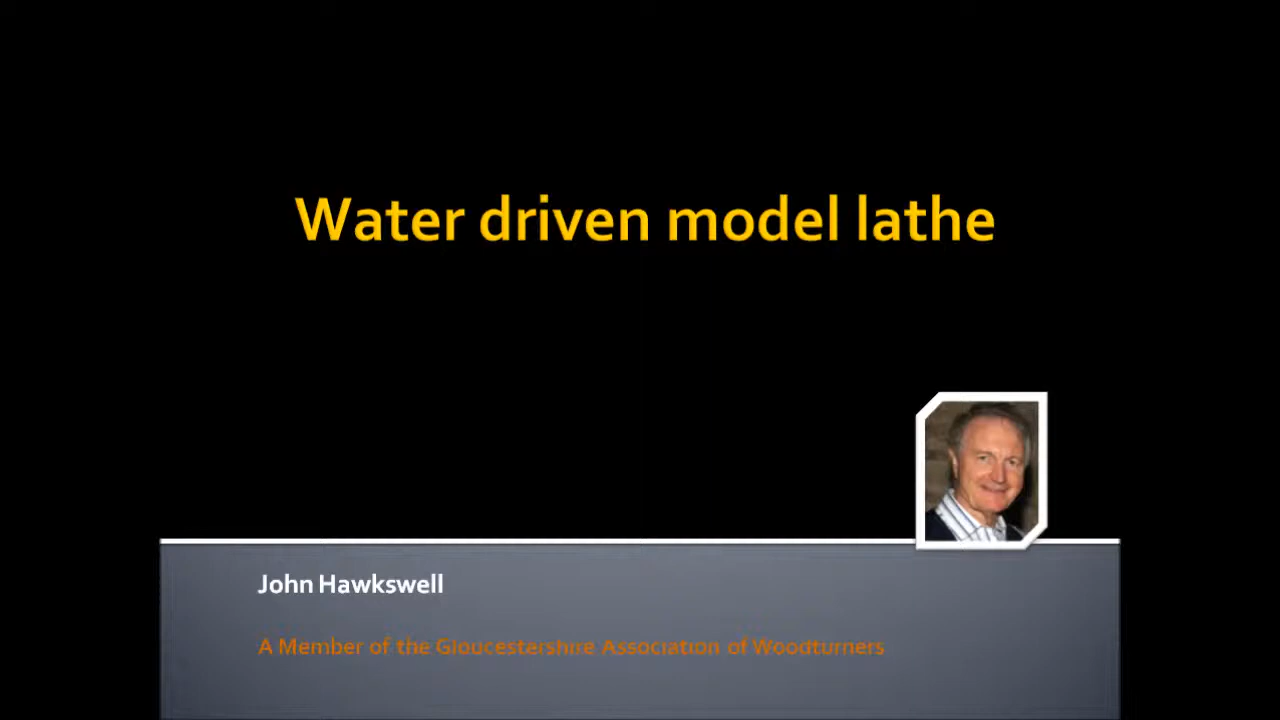 Water driven model lathe
John Hawkswell
A Member of the Gloucestershire Association of Woodturners